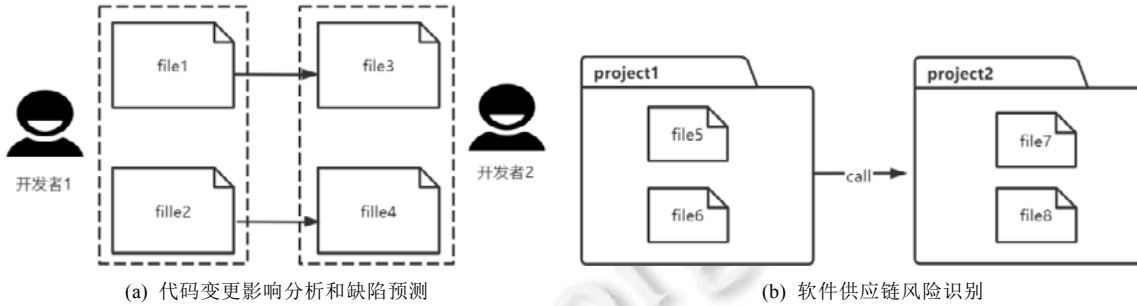 file1
file3
开发者1
开发者2
fille2
fille4
(a) 代码变更影响分析和缺陷预测
project1
project2
file5
file7
call
file6
file8
(b) 软件供应链风险识别